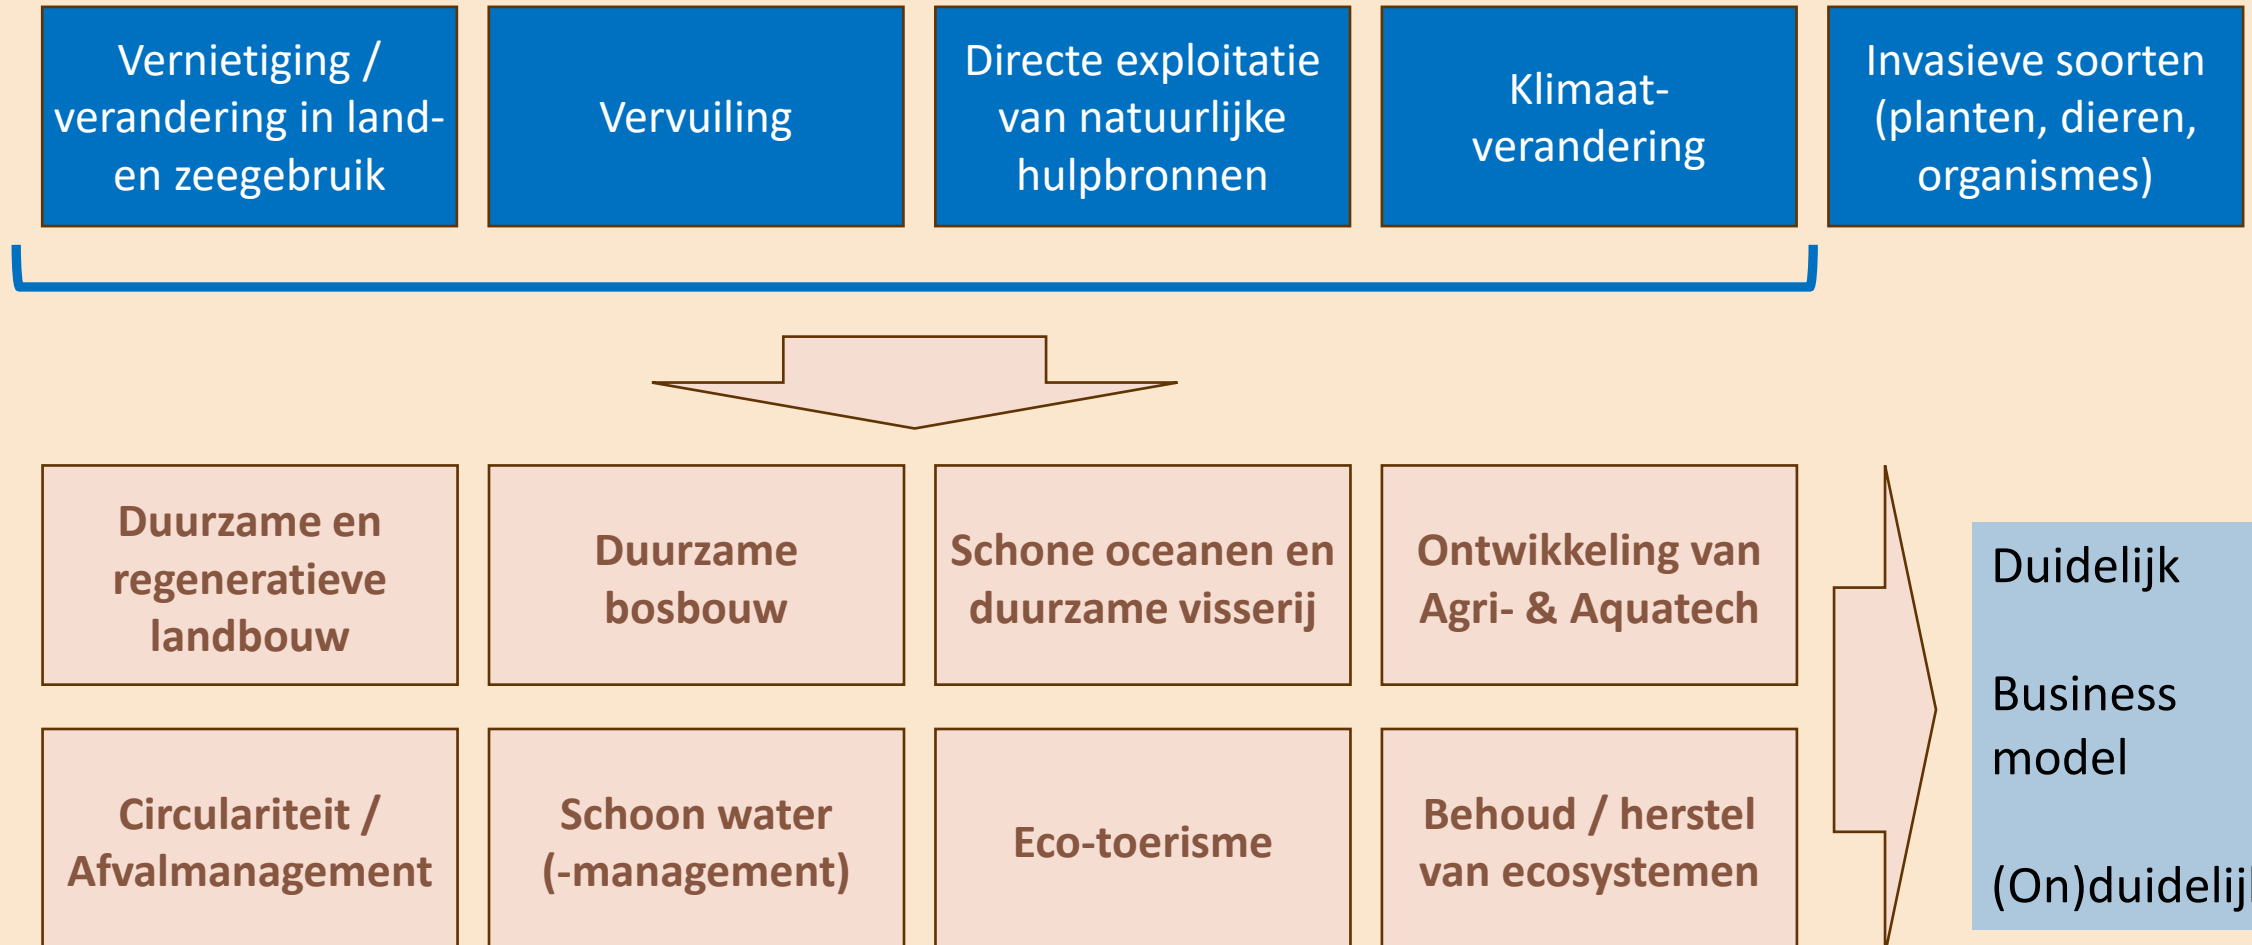 Vernietiging /
verandering in land-
en zeegebruik
Vervuiling
Directe exploitatie
van natuurlijke
hulpbronnen
Klimaat-
verandering
Invasieve soorten
(planten, dieren,
organismes)
Duurzame en
regeneratieve
landbouw
Duurzame
bosbouw
Schone oceanen en
duurzame visserij
Ontwikkeling van
Agri- & Aquatech
Circulariteit /
Afvalmanagement
Schoon water
(-management)
Eco-toerisme
Behoud / herstel
van ecosystemen
Duidelijk
Business
model